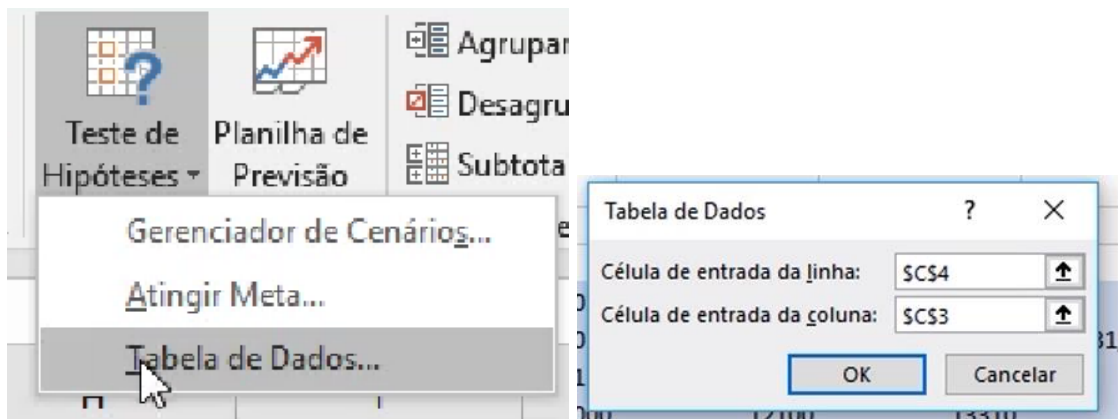 Teste de
Hipóteses
Planilha de
Previsão
Agrupar
Desagru
Subtota
Gerenciador de Cenários...
Atingir Meta...
Tabela de Dados...
Tabela de Dados ? ×
Célula de entrada da linha: $C$4
Célula de entrada da coluna: $C$3
OK Cancelar